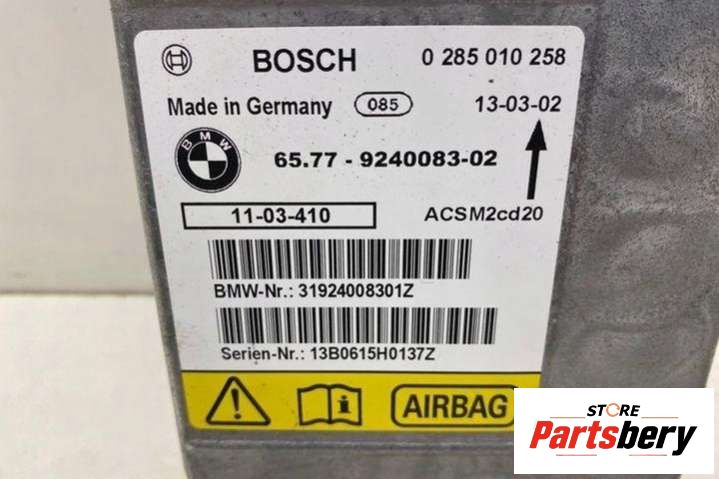 BOSCH 0 285 010 258
Made in Germany 085 13-03-02
BMW 65.77 - 9240083-02
11-03-410 ACSM2cd20
BMW-Nr.: 31924008301Z
Serien-Nr.: 13B0615H0137Z
AIRBAG
STORE
Partsbery